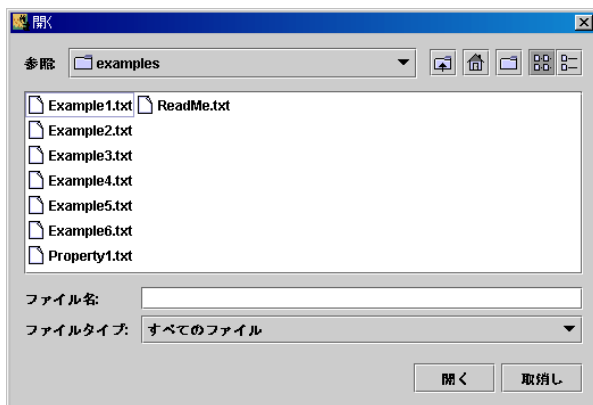 開く
参照: examples
Example1.txt ReadMe.txt
Example2.txt
Example3.txt
Example4.txt
Example5.txt
Example6.txt
Property1.txt
ファイル名:
ファイルタイプ: すべてのファイル
開く 取消し